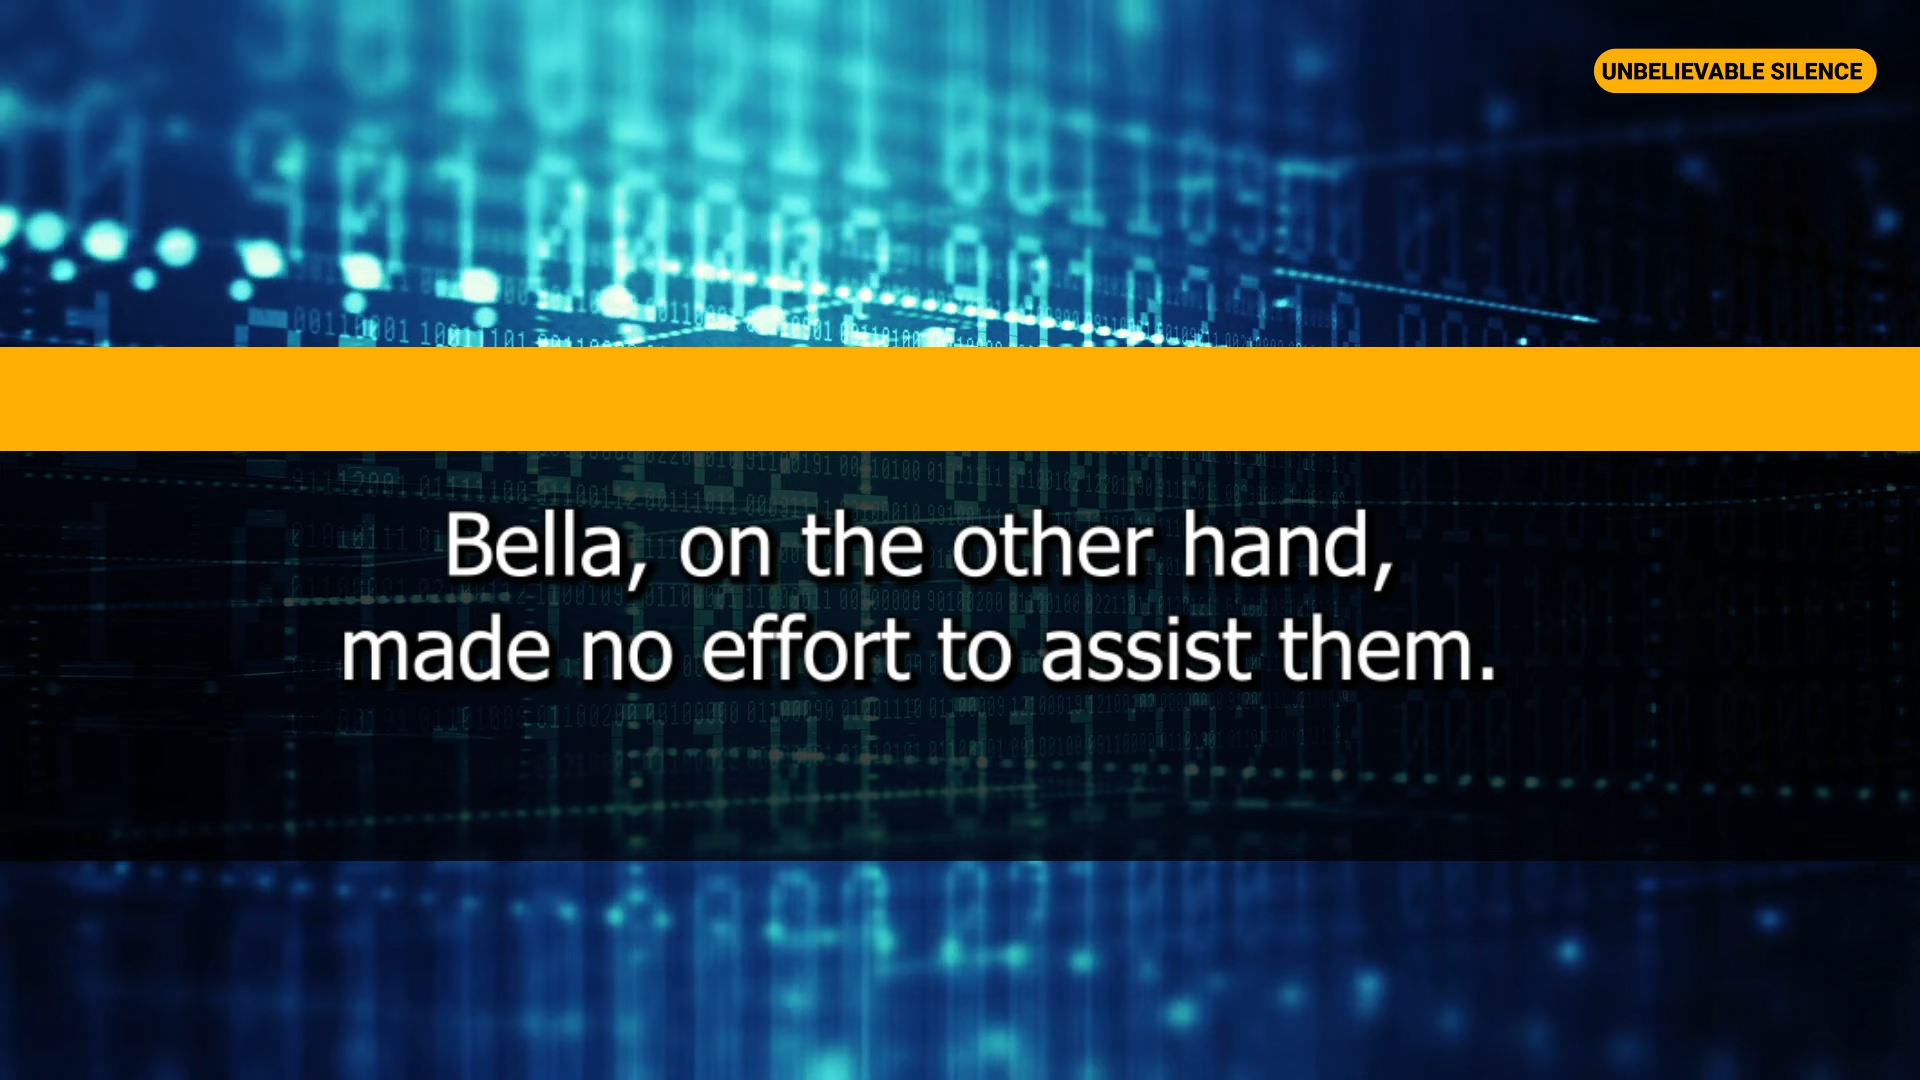 UNBELIEVABLE SILENCE
Bella, on the other hand,
made no effort to assist them.